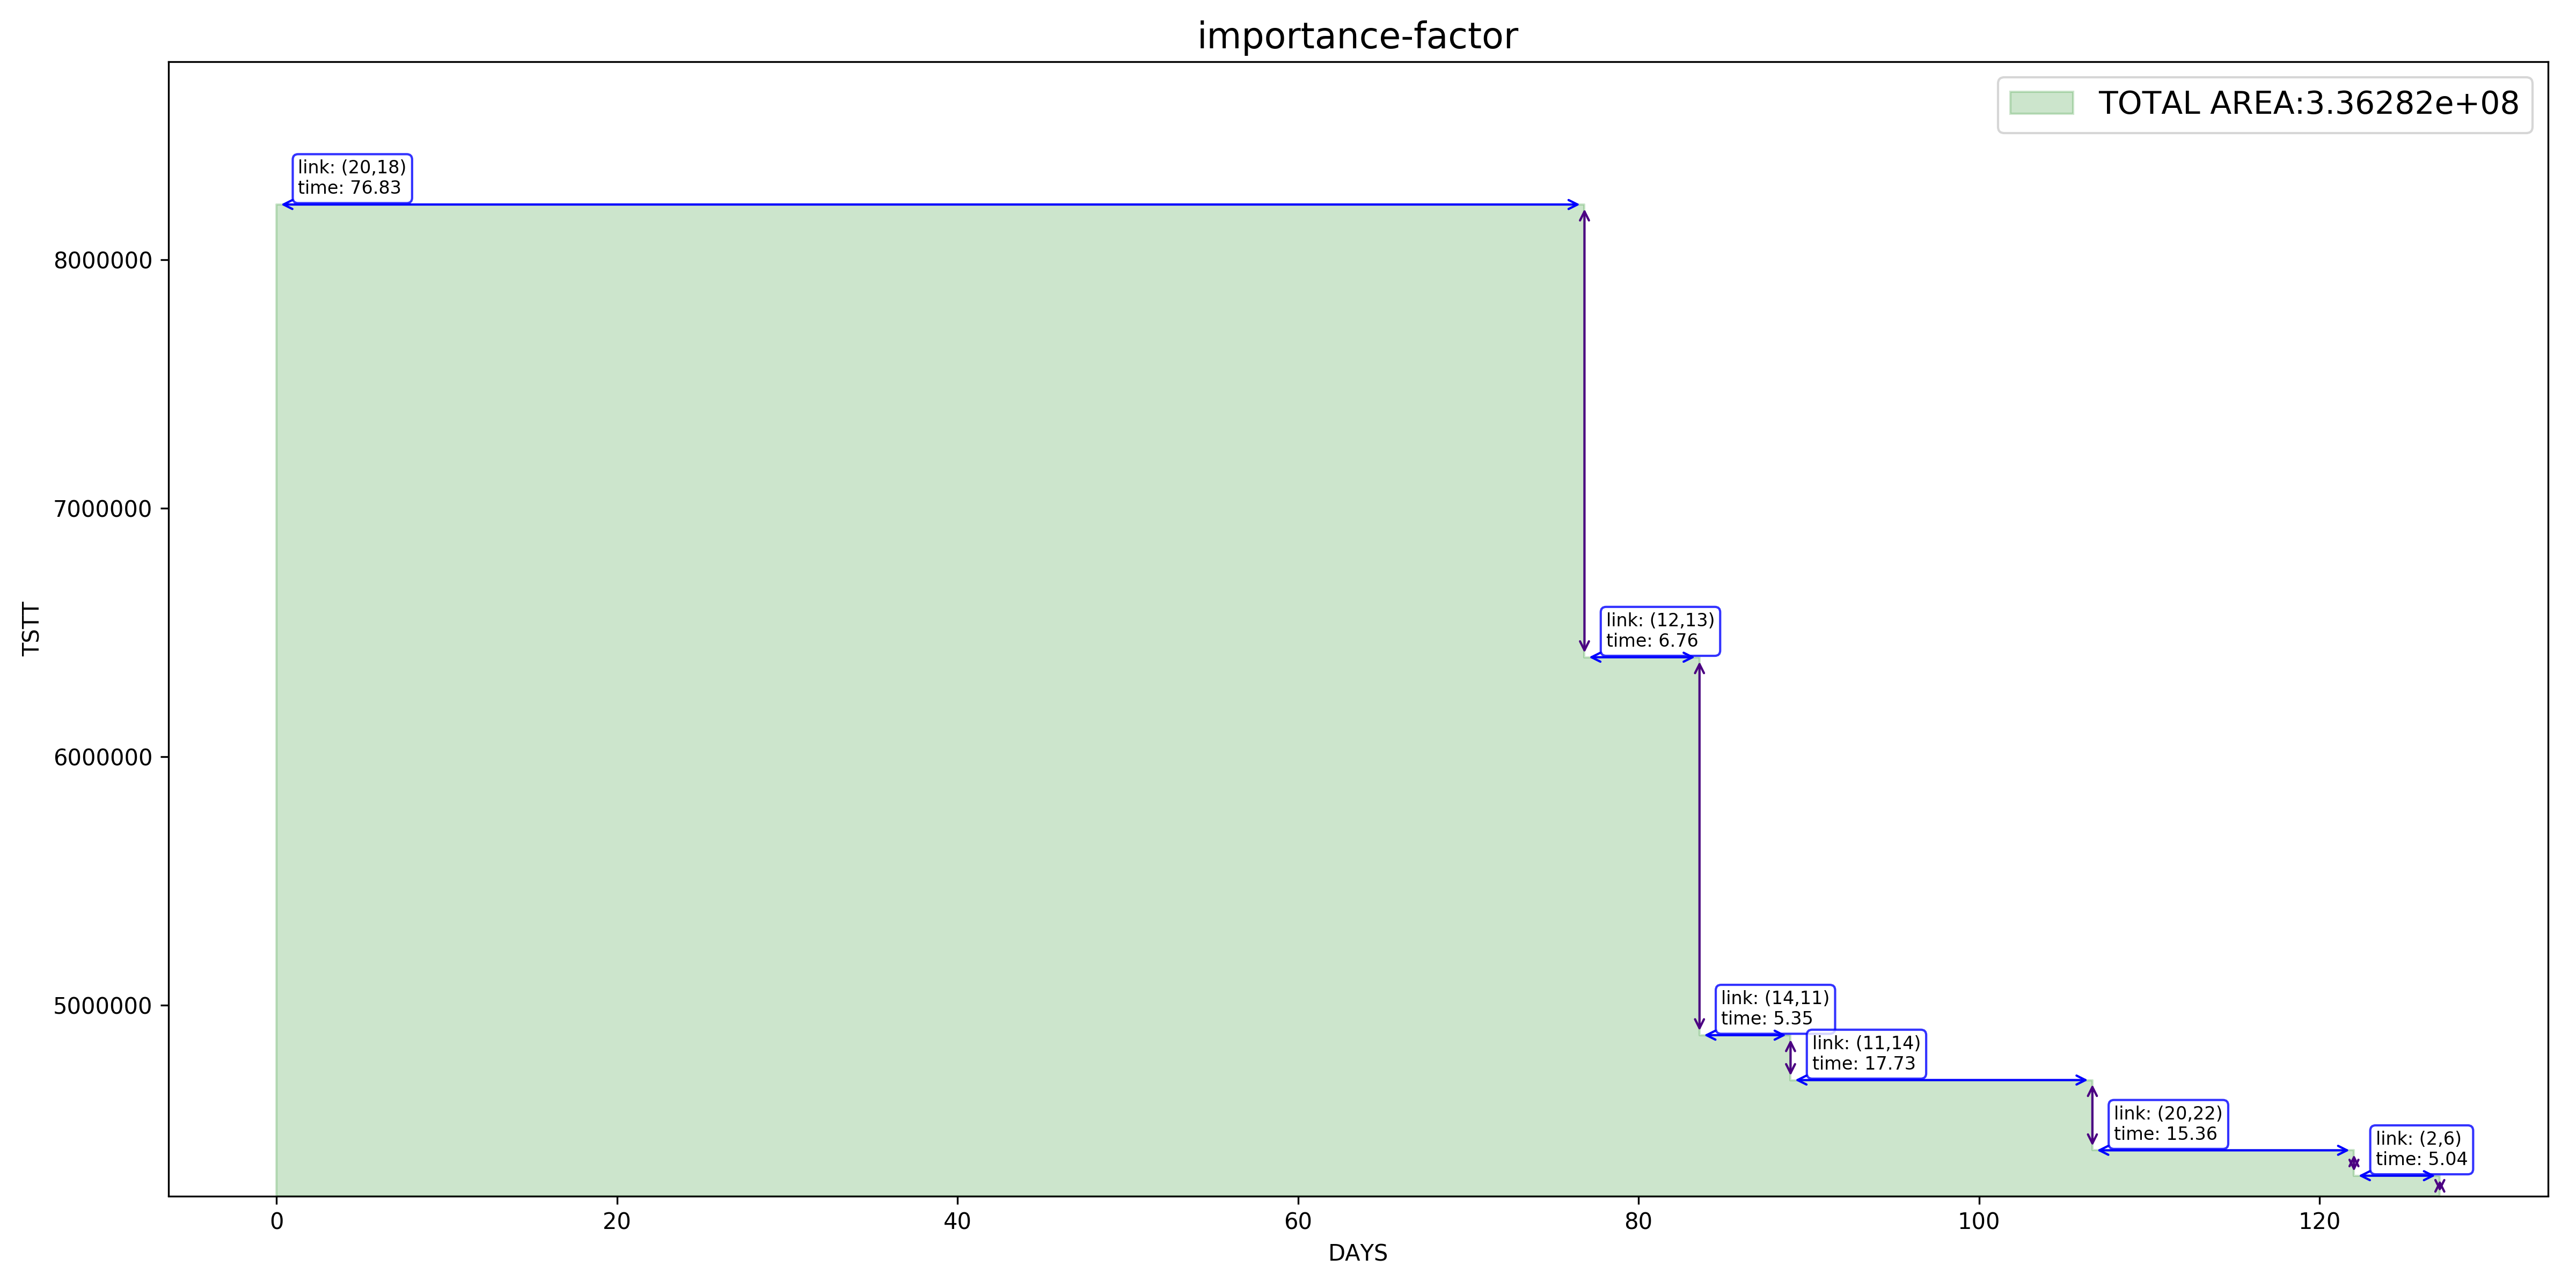 importance-factor
TOTAL AREA:3.36282e+08
link: (20,18)
time: 76.83
8000000
7000000
link: (12,13)
time: 6.76
TSTT
6000000
link: (14,11)
time: 5.35
5000000
link: (11,14)
time: 17.73
link: (20,22)
time: 15.36
link: (2,6)
time: 5.04
0 20 40 60 80 100 120
DAYS